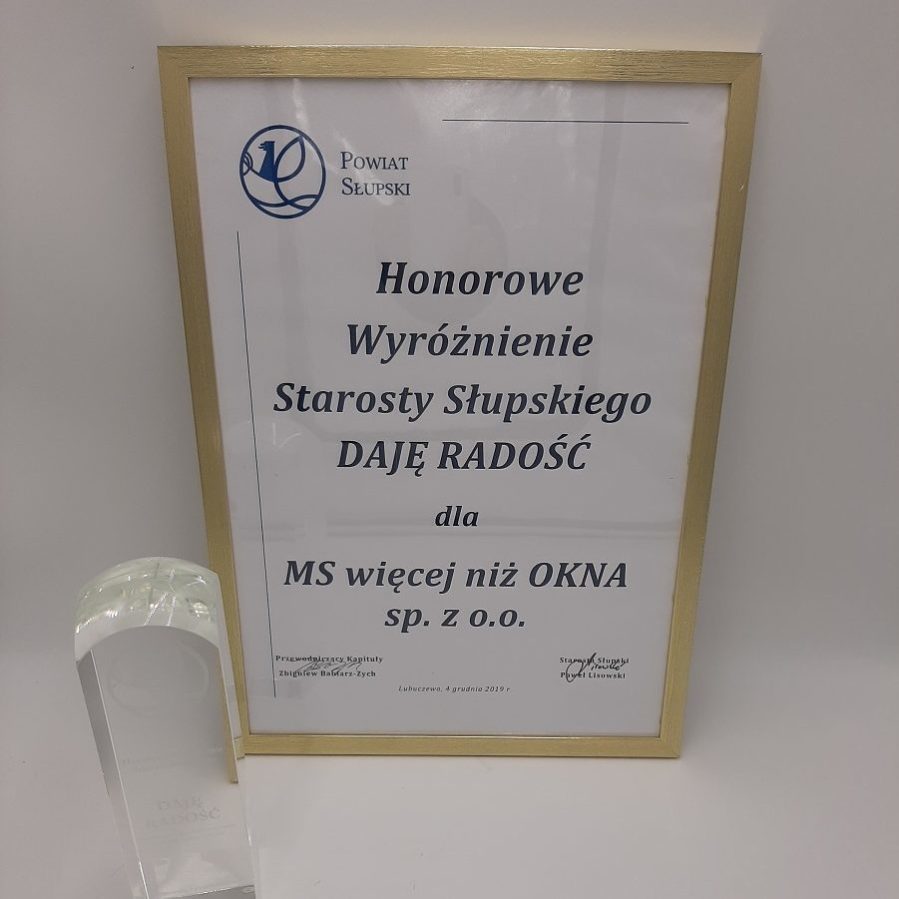 POWIAT
SŁUPSKI
Honorowe
Wyróżnienie
Starosty Słupskiego
DAJĘ RADOŚĆ
dla
MS więcej niż OKNA
sp. z o.o.
Przewodniczący Kapituły
Zbigniew Babiarz-Zych
Starosta Słupski
Paweł Lisowski
Lubuczewo, 4 grudnia 2019 r.
DAJĘ
RADOŚĆ